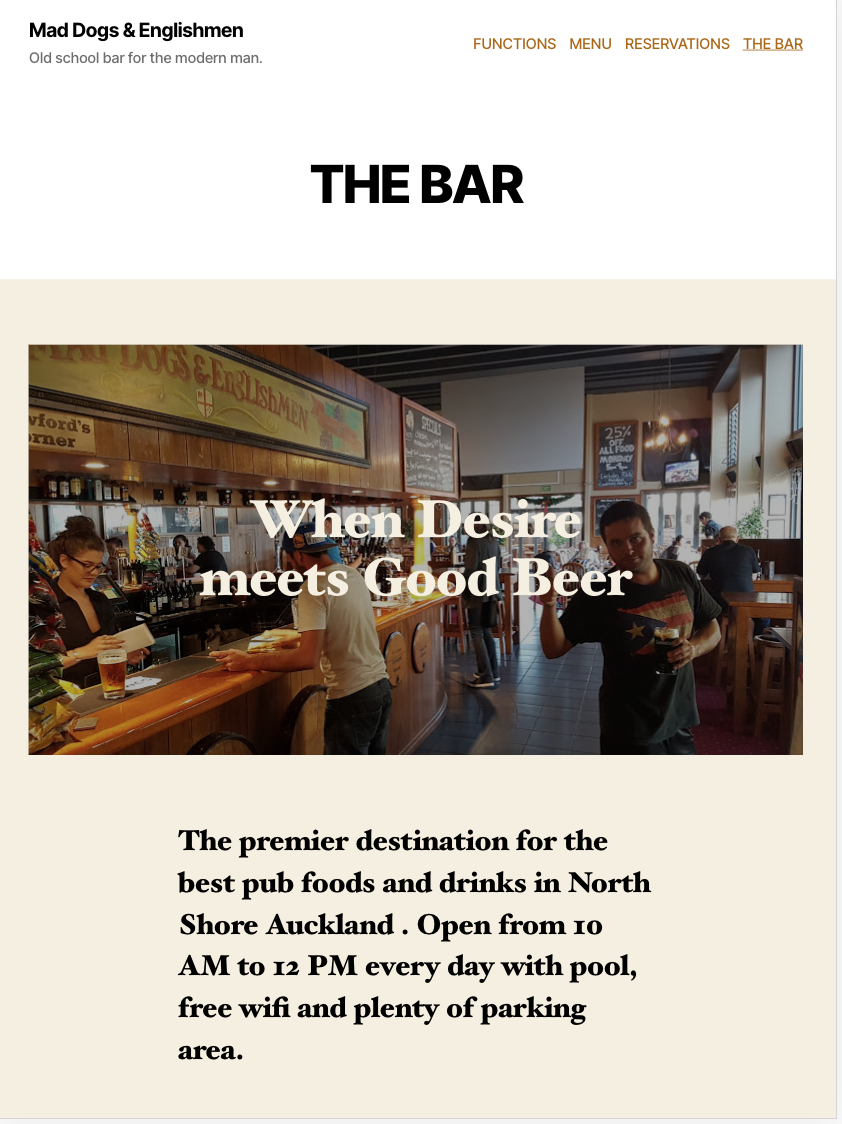 Mad Dogs & Englishmen
Old school bar for the modern man.
FUNCTIONS MENU RESERVATIONS THE BAR
THE BAR
MAD DOGS & ENGLISHMEN
wford's
orner
SPECIALS
25%
OFF
ALL FOOD
MONDAY
When Desire
meets Good Beer
The premier destination for the
best pub foods and drinks in North
Shore Auckland . Open from 10
AM to 12 PM every day with pool,
free wifi and plenty of parking
area.